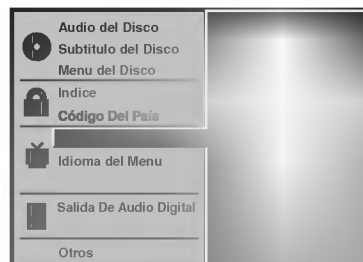 Audio del Disco
Subtitulo del Disco
Menu del Disco
Indice
Código Del País
Idioma del Menu
Salida De Audio Digital
Otros